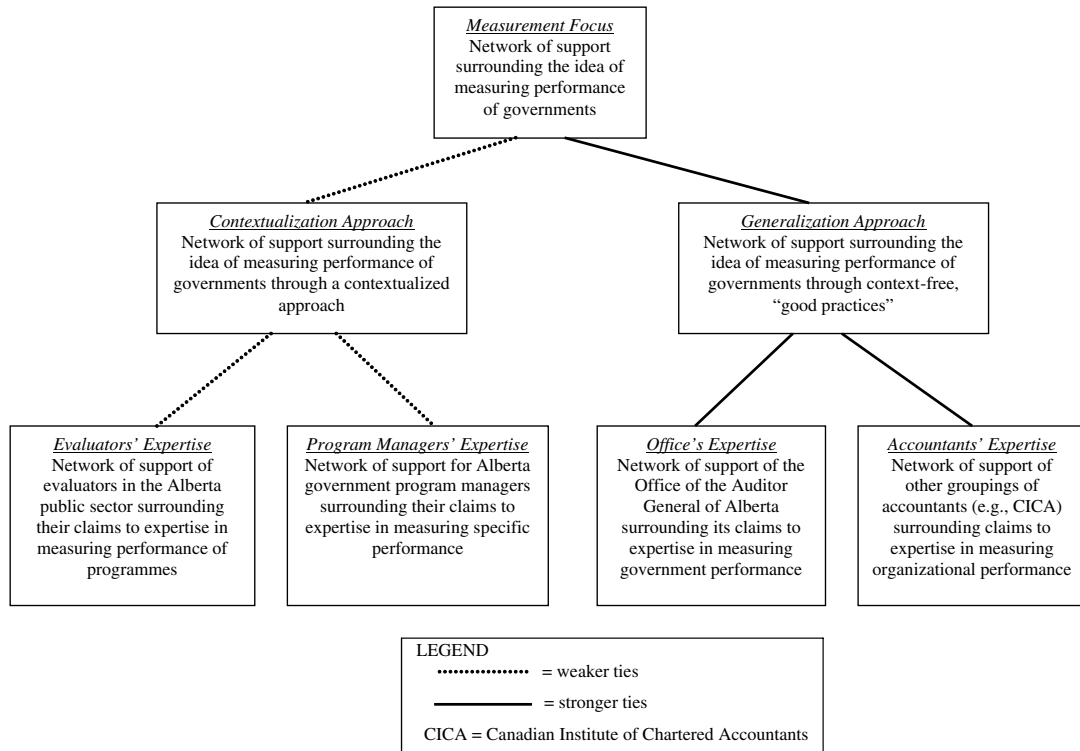 Measurement Focus
Network of support
surrounding the idea of
measuring performance
of governments
Contextualization Approach
Network of support surrounding the
idea of measuring performance of
governments through a contextualized
approach
Generalization Approach
Network of support surrounding the
idea of measuring performance of
governments through context-free,
“good practices”
Evaluators’ Expertise
Network of support of
evaluators in the Alberta
public sector surrounding
their claims to expertise in
measuring performance of
programmes
Program Managers’ Expertise
Network of support for Alberta
government program managers
surrounding their claims to
expertise in measuring specific
performance
Office’s Expertise
Network of support of the
Office of the Auditor
General of Alberta
surrounding its claims to
expertise in measuring
government performance
Accountants’ Expertise
Network of support of
other groupings of
accountants (e.g., CICA)
surrounding claims to
expertise in measuring
organizational performance
LEGEND
= weaker ties
= stronger ties
CICA = Canadian Institute of Chartered Accountants